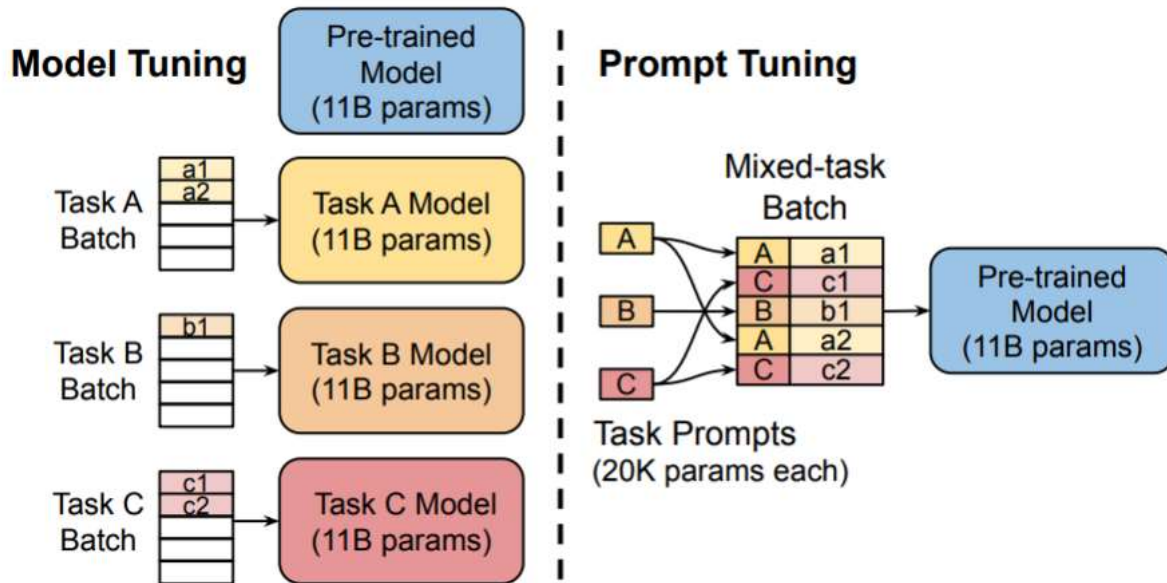 Model Tuning
Pre-trained
Model
(11B params)
Task A
Batch
a1
a2
Task A Model
(11B params)
Task B
Batch
b1
Task B Model
(11B params)
Task C
Batch
c1
c2
Task C Model
(11B params)
Prompt Tuning
Mixed-task
Batch
A
B
C
A a1
C c1
B b1
A a2
C c2
Task Prompts
(20K params each)
Pre-trained
Model
(11B params)